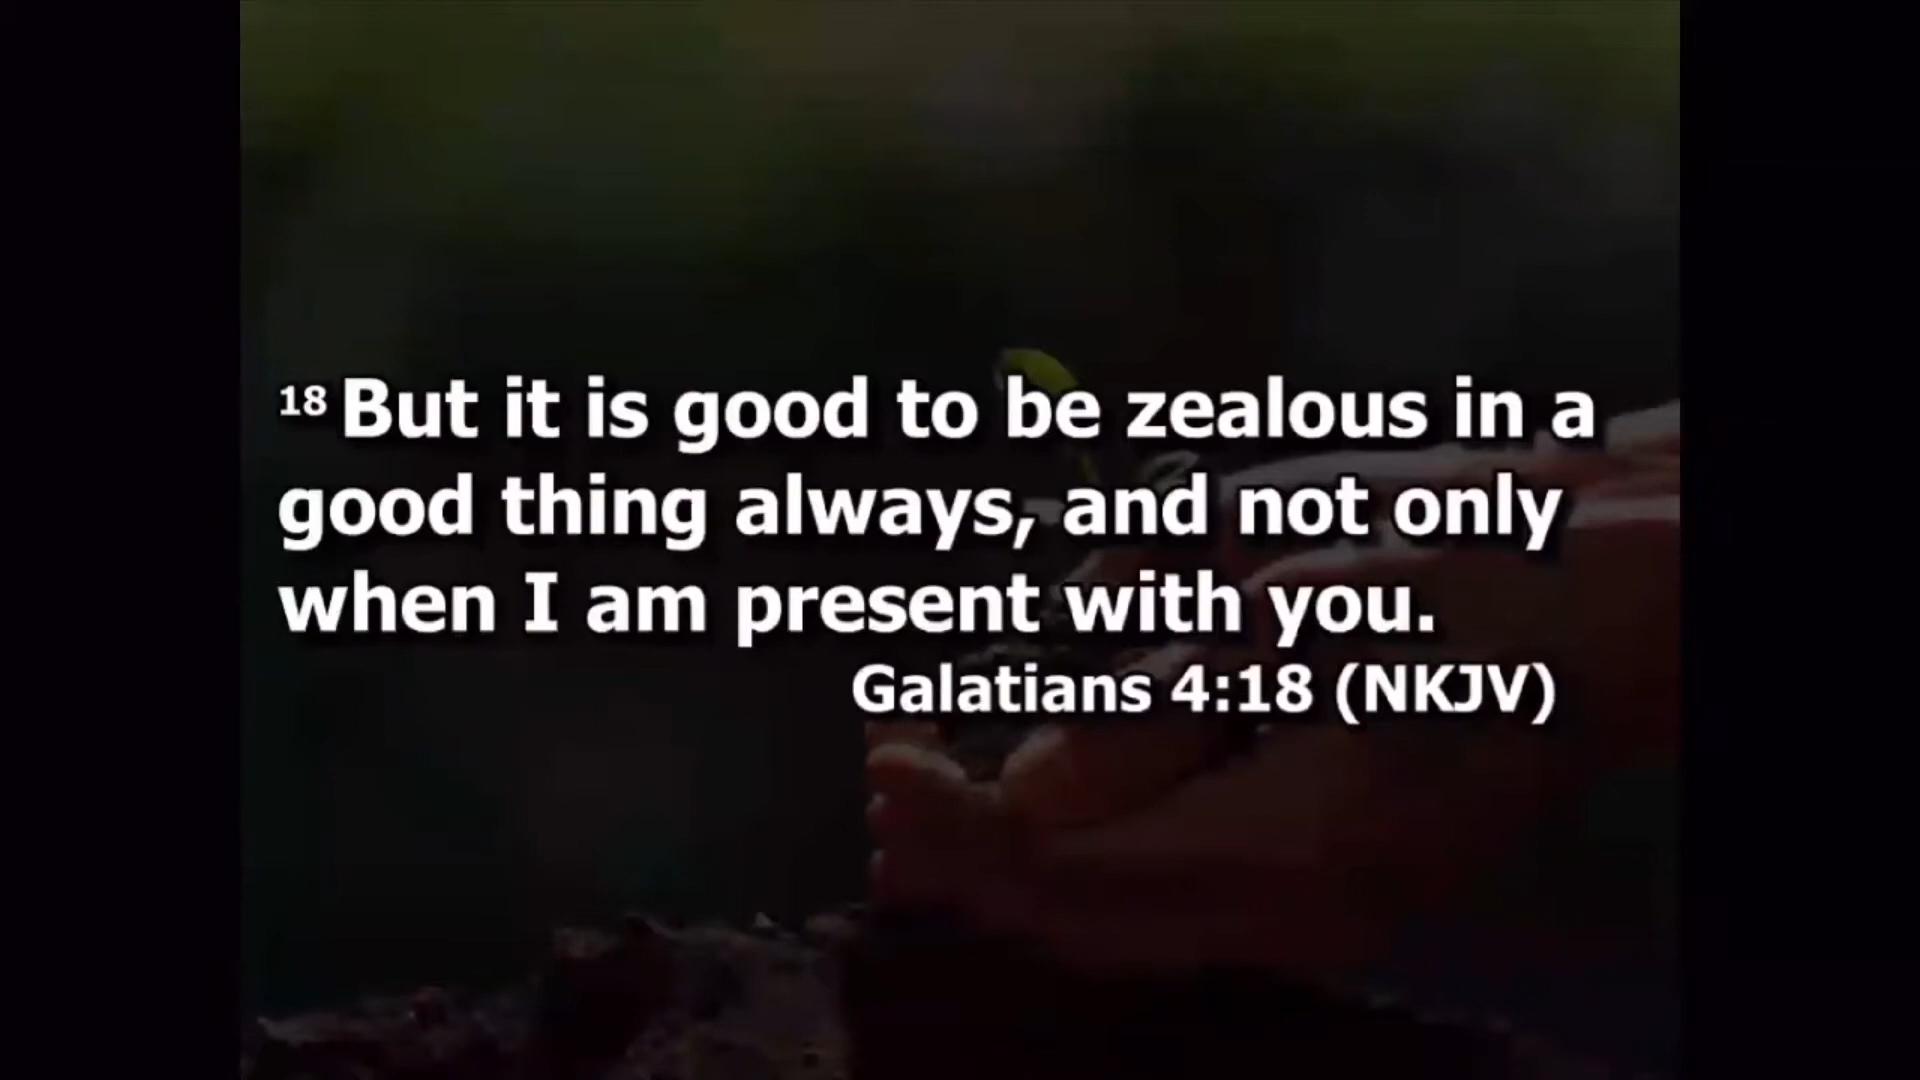 18 But it is good to be zealous in a
good thing always, and not only
when I am present with you.
Galatians 4:18 (NKJV)